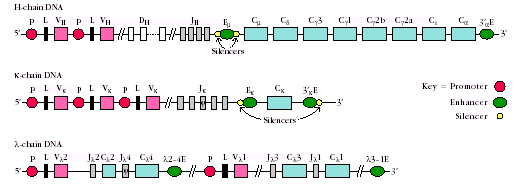 H-chain DNA
P L VH P L VH DH JH Eμ Cμ Cδ Cγ3 Cγ1 Cγ2b Cγ2a Cε Cα 3′αE
5′ 3′
Silencers
κ-chain DNA
P L Vκ P L Vκ P L Vκ Jκ Eκ Cκ 3′κE
5′ ψ 3′
Silencers
Key = Promoter
Enhancer
Silencer
λ-chain DNA
P L Vλ2 Jλ2 Cλ2 Jλ4 Cλ4 λ2–4E P L Vλ1 Jλ3 Cλ3 Jλ1 Cλ1 λ3–1E
5′ ψ 3′